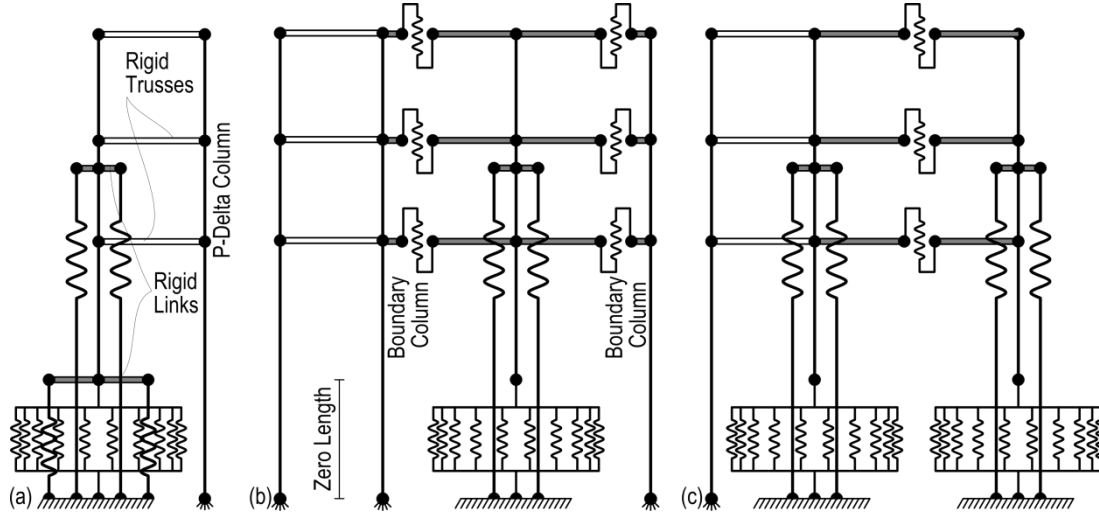 Rigid
Trusses
P-Delta Column
Rigid
Links
(a)
Boundary
Column
Zero Length
Boundary
Column
(b)
(c)